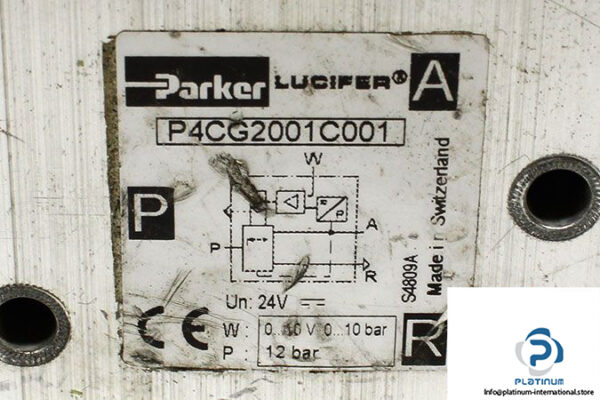 Parker LUCIFER® A
P4CG2001C001
W
P
P
A
R
Un: 24V
W : 0...10 V 0...10 bar
P : 12 bar
CE
R
S4809A
Made in Switzerland
P
PLATINUM
Info@platinum-international.store